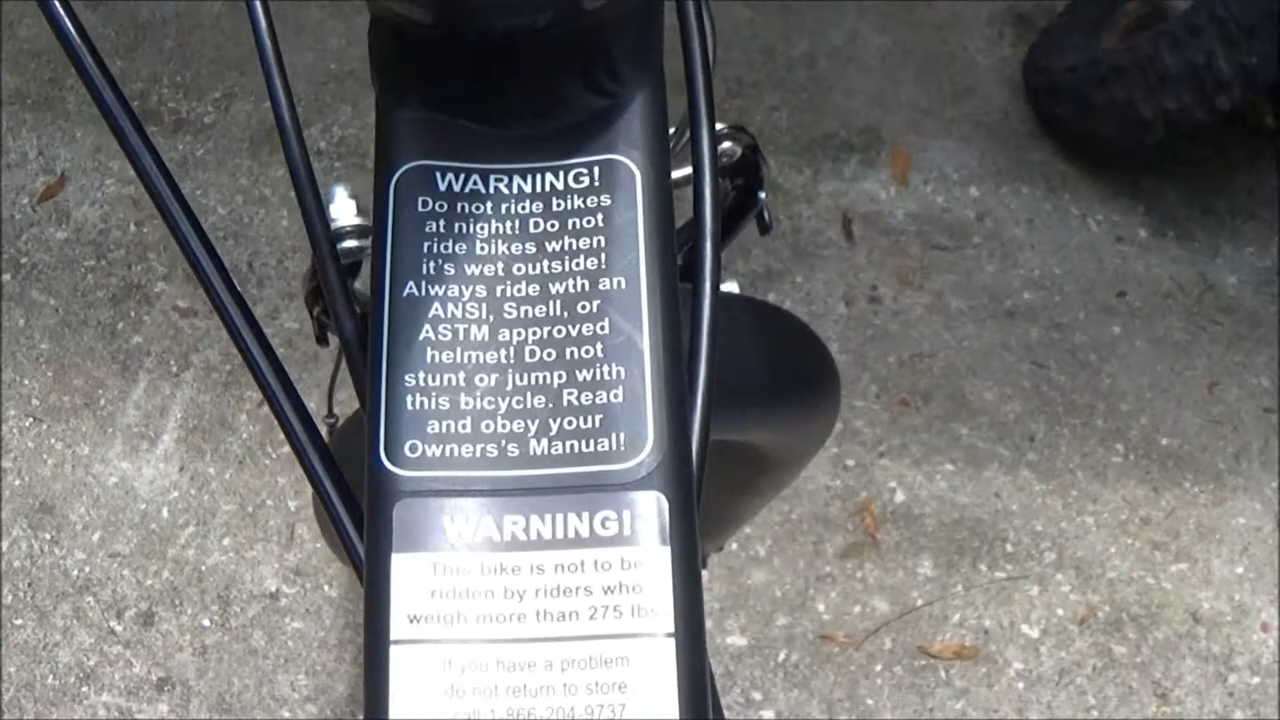 WARNING!
Do not ride bikes
at night! Do not
ride bikes when
it's wet outside!
Always ride wth an
ANSI, Snell, or
ASTM approved
helmet! Do not
stunt or jump with
this bicycle. Read
and obey your
Owners's Manual!
WARNING!
This bike is not to be
ridden by riders who
weigh more than 275 lbs
If you have a problem
do not return to store,
call 1-866-204-9737